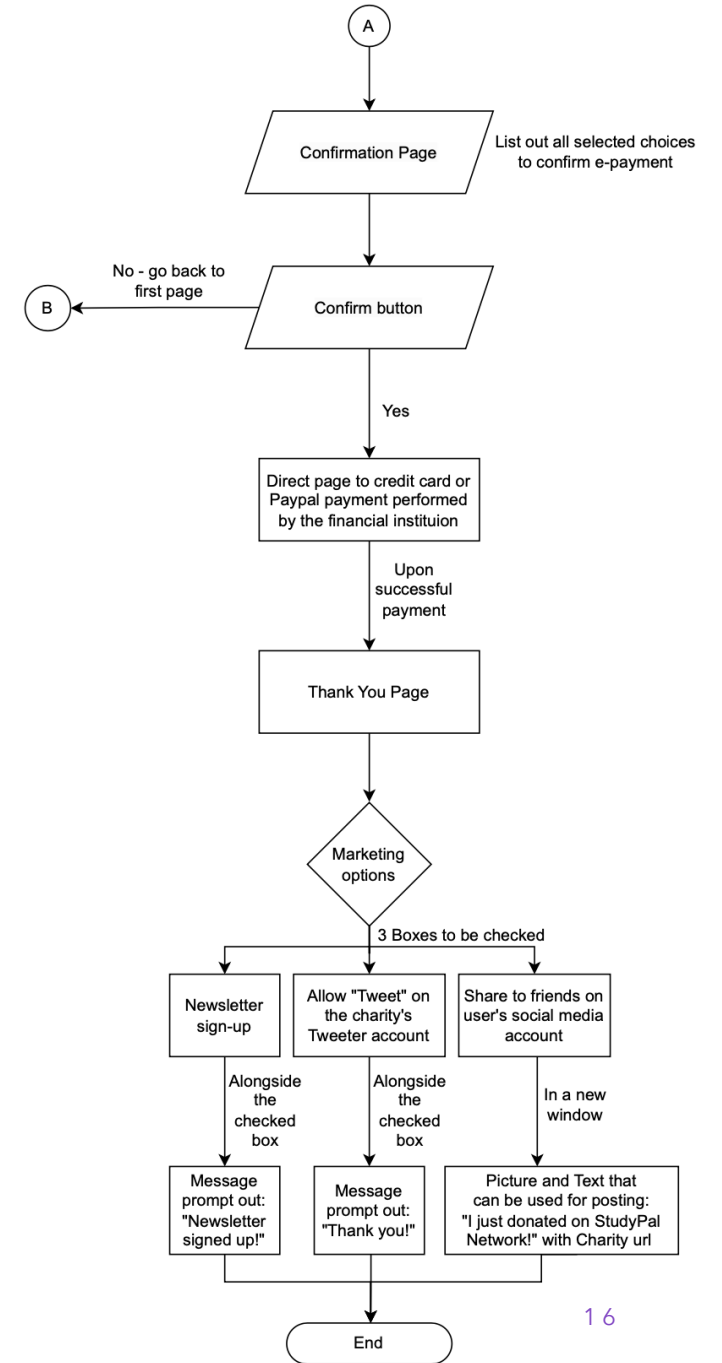 A
Confirmation Page
List out all selected choices
to confirm e-payment
No - go back to
first page
B
Confirm button
Yes
Direct page to credit card or
Paypal payment performed
by the financial instituion
Upon
successful
payment
Thank You Page
Marketing
options
3 Boxes to be checked
Newsletter
sign-up
Allow "Tweet" on
the charity's
Tweeter account
Share to friends on
user's social media
account
Alongside
the
checked
box
Alongside
the
checked
box
In a new
window
Message
prompt out:
"Newsletter
signed up!"
Message
prompt out:
"Thank you!"
Picture and Text that
can be used for posting:
"I just donated on StudyPal
Network!" with Charity url
16
End